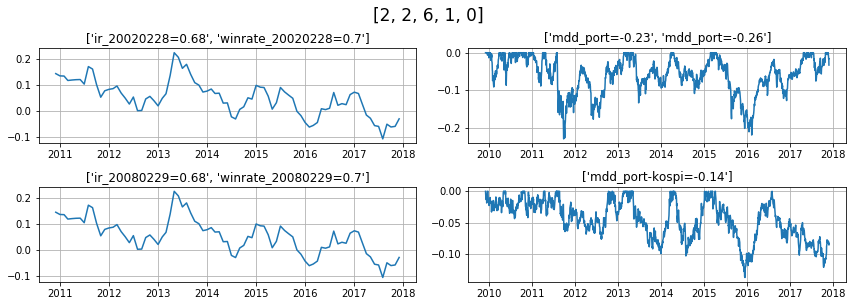 [2, 2, 6, 1, 0]
['ir_20020228=0.68', 'winrate_20020228=0.7']
0.2
0.1
0.0
−0.1
2011 2012 2013 2014 2015 2016 2017 2018
['mdd_port=-0.23', 'mdd_port=-0.26']
0.0
−0.1
−0.2
2010 2011 2012 2013 2014 2015 2016 2017 2018
['ir_20080229=0.68', 'winrate_20080229=0.7']
0.2
0.1
0.0
−0.1
2011 2012 2013 2014 2015 2016 2017 2018
['mdd_port-kospi=-0.14']
0.00
−0.05
−0.10
2010 2011 2012 2013 2014 2015 2016 2017 2018